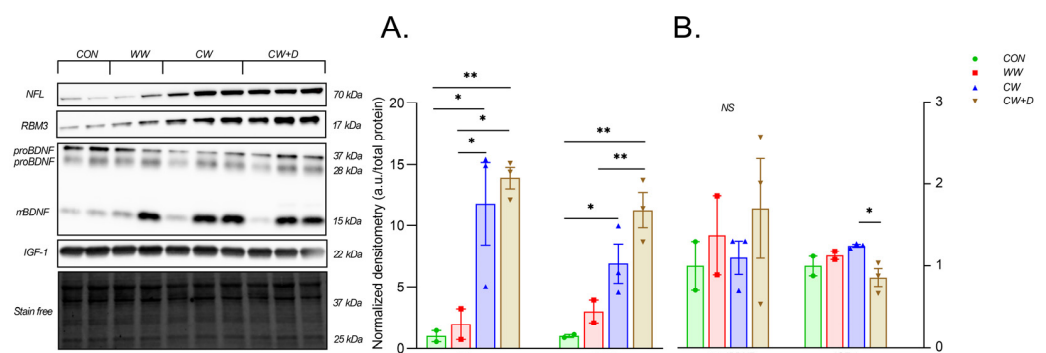 A.
B.
CON WW CW CW+D
NFL 70 kDa
RBM3 17 kDa
proBDNF 37 kDa
proBDNF 28 kDa
mBDNF 15 kDa
IGF-1 22 kDa
Stain free 37 kDa
25 kDa
Normalized densitometry (a.u./total protein)
20
15
10
5
0
**
*
*
*
**
**
*
NS
*
3
2
1
0
CON
WW
CW
CW+D